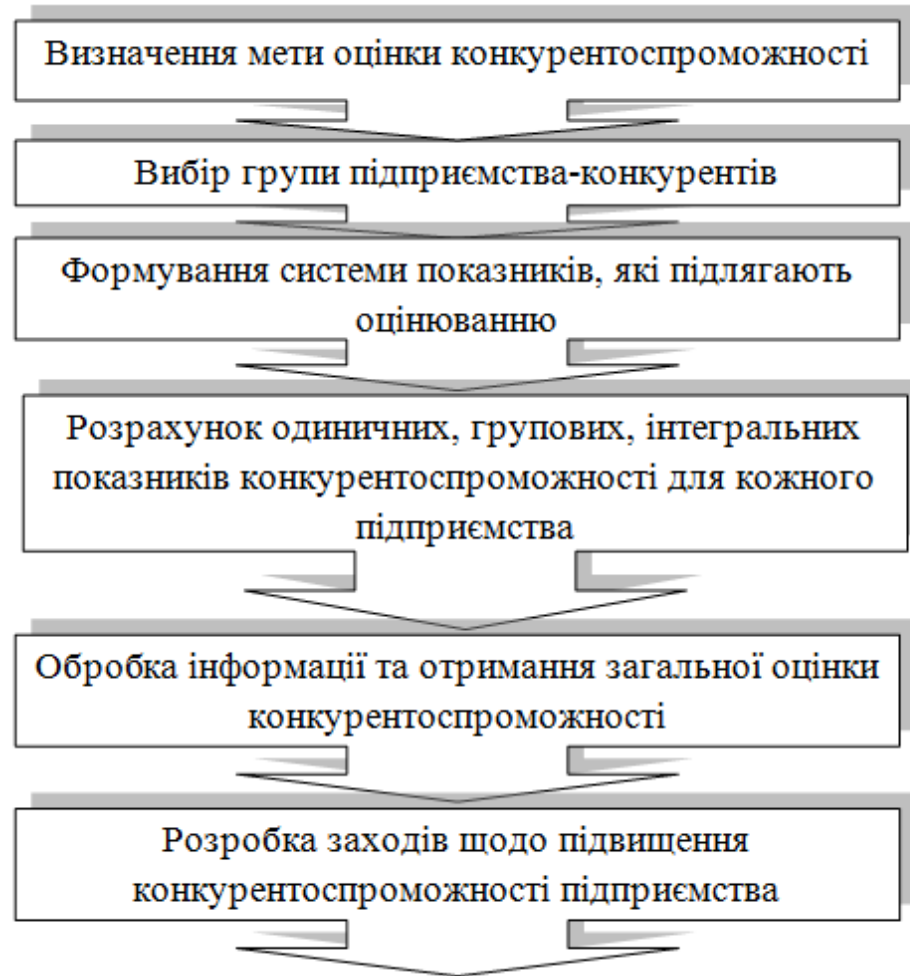 Визначення мети оцінки конкурентоспроможності
Вибір групи підприємства-конкурентів
Формування системи показників, які підлягають
оцінюванню
Розрахунок одиничних, групових, інтегральних
показників конкурентоспроможності для кожного
підприємства
Обробка інформації та отримання загальної оцінки
конкурентоспроможності
Розробка заходів щодо підвищення
конкурентоспроможності підприємства